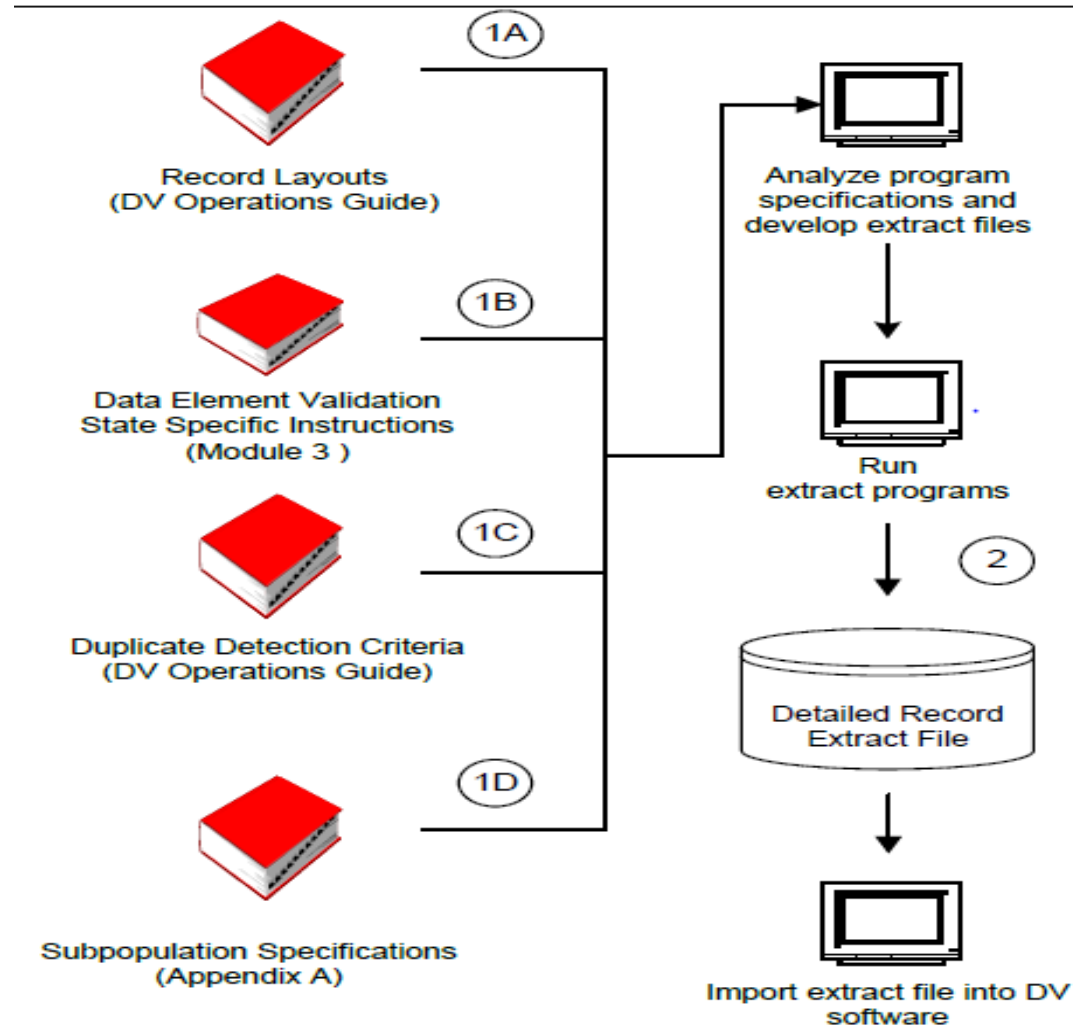 1A
Record Layouts
(DV Operations Guide)
1B
Data Element Validation
State Specific Instructions
(Module 3 )
1C
Duplicate Detection Criteria
(DV Operations Guide)
1D
Subpopulation Specifications
(Appendix A)
Analyze program
specifications and
develop extract files
Run
extract programs
2
Detailed Record
Extract File
Import extract file into DV
software